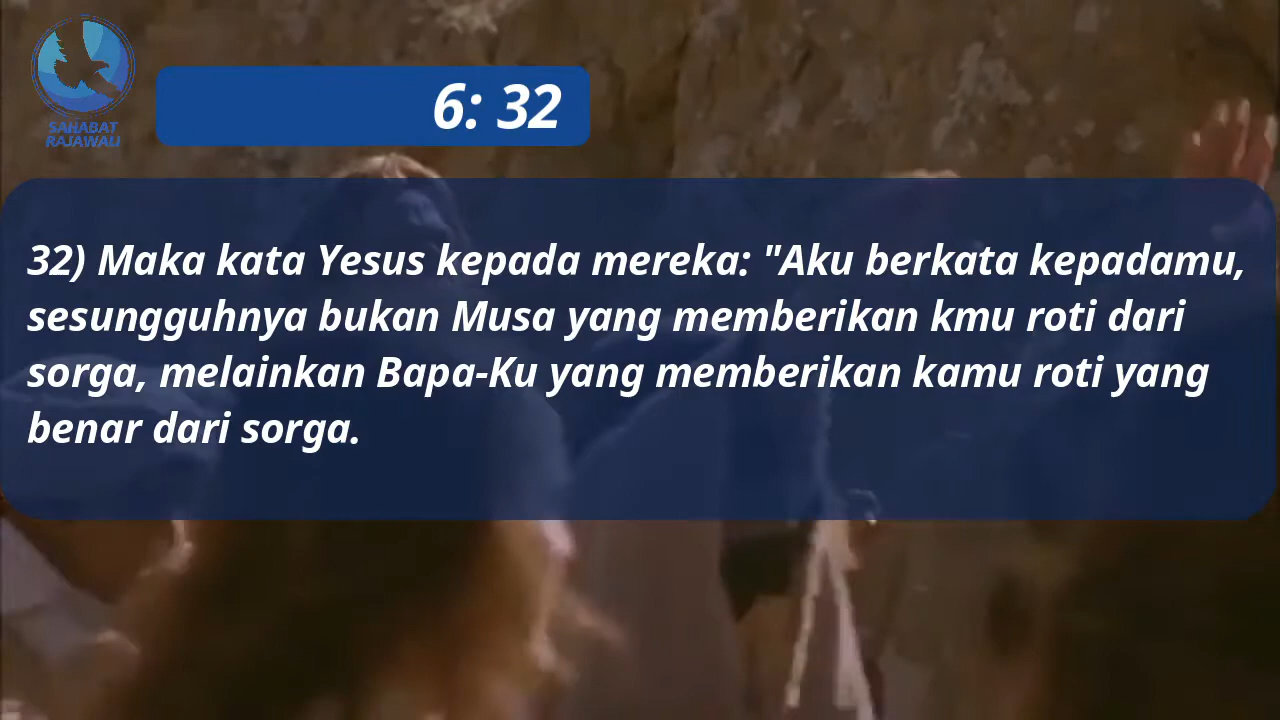 SAHABAT
RAJAWALI
6: 32
32) Maka kata Yesus kepada mereka: "Aku berkata kepadamu,
sesungguhnya bukan Musa yang memberikan kmu roti dari
sorga, melainkan Bapa-Ku yang memberikan kamu roti yang
benar dari sorga.